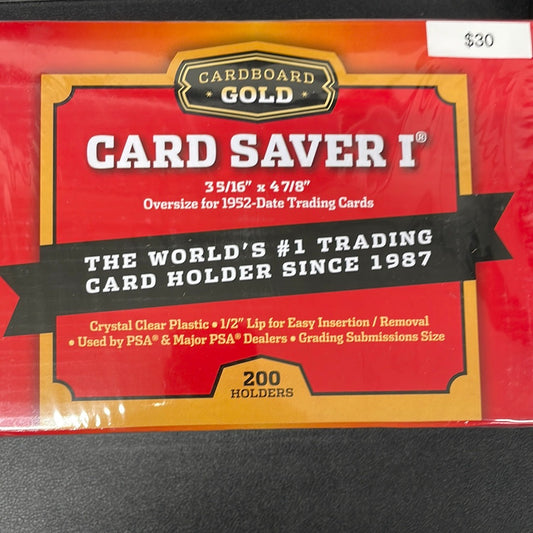 $30
CARDBOARD
GOLD
CARD SAVER I®
3 5/16" x 4 7/8"
Oversize for 1952-Date Trading Cards
THE WORLD'S #1 TRADING
CARD HOLDER SINCE 1987
Crystal Clear Plastic • 1/2" Lip for Easy Insertion / Removal
• Used by PSA® & Major PSA® Dealers • Grading Submissions Size
200
HOLDERS